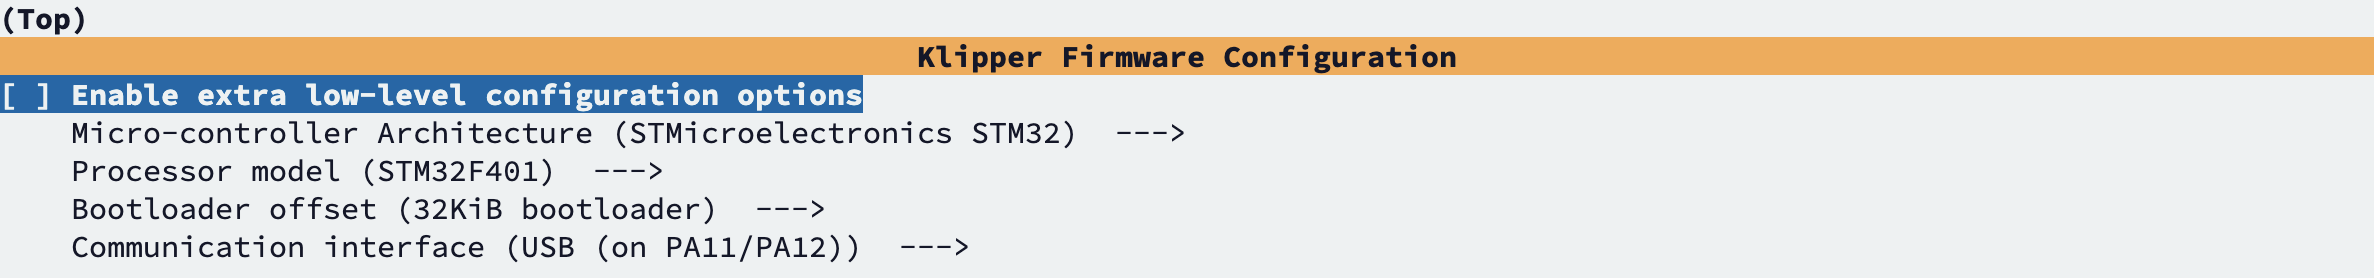 (Top)
Klipper Firmware Configuration
[ ] Enable extra low-level configuration options
Micro-controller Architecture (STMicroelectronics STM32)  --->
Processor model (STM32F401)  --->
Bootloader offset (32KiB bootloader)  --->
Communication interface (USB (on PA11/PA12))  --->